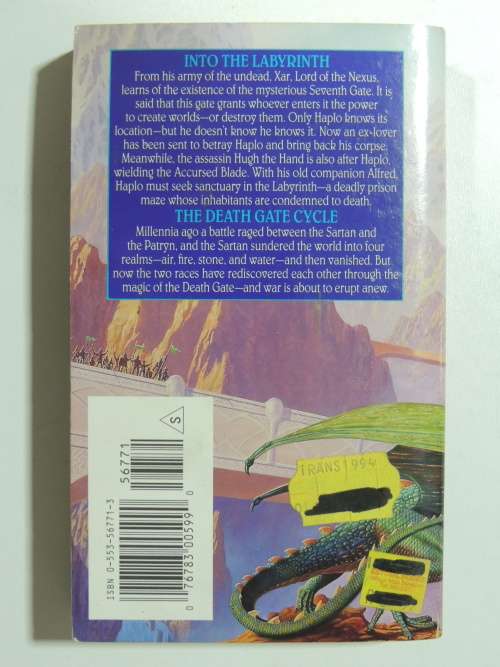 INTO THE LABYRINTH
From his army of the undead, Xar, Lord of the Nexus,
learns of the existence of the mysterious Seventh Gate. It is
said that this gate grants whoever enters it the power
to create worlds—or destroy them. Only Haplo knows its
location—but he doesn't know he knows it. Now an ex-lover
has been sent to betray Haplo and bring back his corpse.
Meanwhile, the assassin Hugh the Hand is also after Haplo,
wielding the Accursed Blade. With his old companion Alfred,
Haplo must seek sanctuary in the Labyrinth—a deadly prison
maze whose inhabitants are condemned to death.
THE DEATH GATE CYCLE
Millennia ago a battle raged between the Sartan and
the Patryn, and the Sartan sundered the world into four
realms—air, fire, stone, and water—and then vanished. But
now the two races have rediscovered each other through the
magic of the Death Gate—and war is about to erupt anew.
S
56771
ISBN 0-553-56771-3
0 76783 00599 0
TRANS 1994